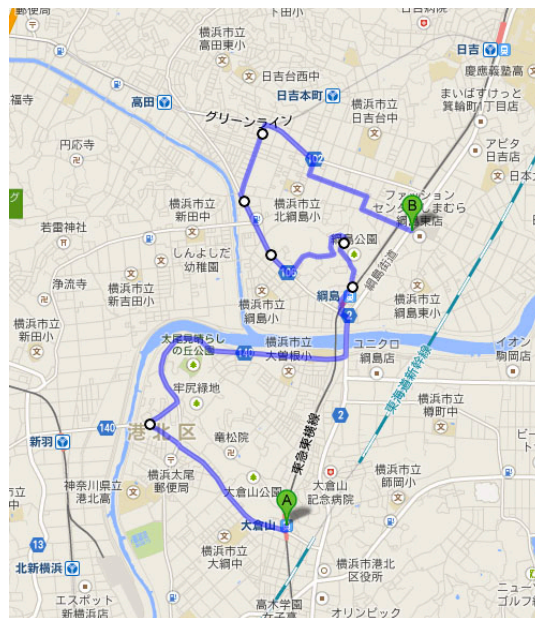 下田小
横浜市立
高田東小
日吉
慶應義塾高
日吉台西中
まいばすけっと
箕輪町1丁目店
高田
日吉本町
横浜市立
日吉台中
グリーンライン
円応寺
102
アピタ
日吉店
横浜市立
新田中
横浜市立
北綱島小
ファッション
センターしまむら
綱島東店
B
若雷神社
しんよしだ
幼稚園
綱島公園
綱島街道
浄流寺
横浜市立
新吉田小
106
綱島
横浜市立
綱島小
横浜市立
綱島東小
2
横浜市立
新田小
太尾見晴らし
の丘公園
140
横浜市立
大曽根小
ユニクロ
綱島店
イオン
駒岡店
東海道新幹線
牢尻緑地
2
横浜市立
樽町中
140
港北区
新羽
竜松院
東急東横線
神奈川県立
港北高
横浜太尾
郵便局
大倉山公園
大倉山
記念病院
横浜市立
師岡小
A
大倉山
13
横浜市立
大綱中
北新横浜
横浜市港北
区役所
エスポット
新横浜店
高木学園
女子高
オリンピック